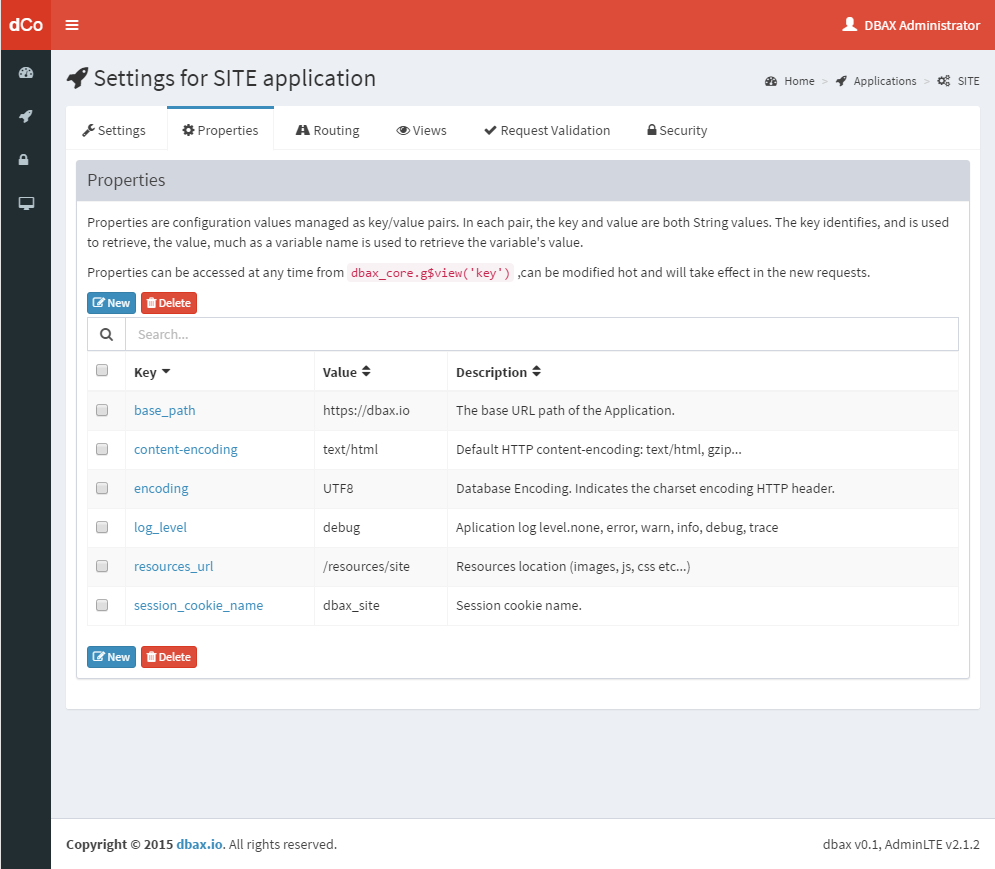 dCo
DBAX Administrator
Settings for SITE application
Home > Applications > SITE
Settings Properties Routing Views Request Validation Security
Properties
Properties are configuration values managed as key/value pairs. In each pair, the key and value are both String values. The key identifies, and is used
to retrieve, the value, much as a variable name is used to retrieve the variable's value.
Properties can be accessed at any time from dbax_core.g$view('key') ,can be modified hot and will take effect in the new requests.
New Delete
Search...
Key Value Description
base_path https://dbax.io The base URL path of the Application.
content-encoding text/html Default HTTP content-encoding: text/html, gzip...
encoding UTF8 Database Encoding. Indicates the charset encoding HTTP header.
log_level debug Aplication log level.none, error, warn, info, debug, trace
resources_url /resources/site Resources location (images, js, css etc...)
session_cookie_name dbax_site Session cookie name.
New Delete
Copyright © 2015 dbax.io. All rights reserved.
dbax v0.1, AdminLTE v2.1.2